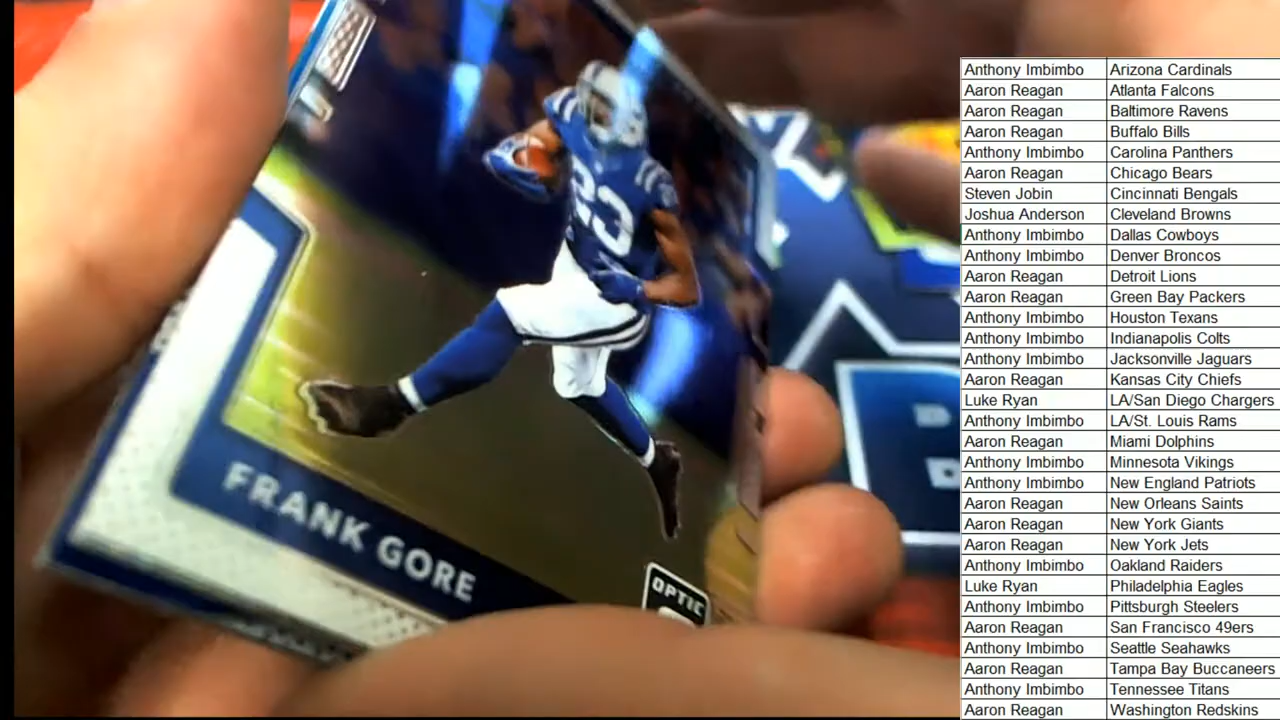 FRANK GORE
OPTIC
23
Anthony Imbimbo Arizona Cardinals
Aaron Reagan Atlanta Falcons
Aaron Reagan Baltimore Ravens
Aaron Reagan Buffalo Bills
Anthony Imbimbo Carolina Panthers
Aaron Reagan Chicago Bears
Steven Jobin Cincinnati Bengals
Joshua Anderson Cleveland Browns
Anthony Imbimbo Dallas Cowboys
Anthony Imbimbo Denver Broncos
Aaron Reagan Detroit Lions
Aaron Reagan Green Bay Packers
Anthony Imbimbo Houston Texans
Anthony Imbimbo Indianapolis Colts
Anthony Imbimbo Jacksonville Jaguars
Aaron Reagan Kansas City Chiefs
Luke Ryan LA/San Diego Chargers
Anthony Imbimbo LA/St. Louis Rams
Aaron Reagan Miami Dolphins
Anthony Imbimbo Minnesota Vikings
Anthony Imbimbo New England Patriots
Aaron Reagan New Orleans Saints
Aaron Reagan New York Giants
Aaron Reagan New York Jets
Anthony Imbimbo Oakland Raiders
Luke Ryan Philadelphia Eagles
Anthony Imbimbo Pittsburgh Steelers
Aaron Reagan San Francisco 49ers
Anthony Imbimbo Seattle Seahawks
Aaron Reagan Tampa Bay Buccaneers
Anthony Imbimbo Tennessee Titans
Aaron Reagan Washington Redskins